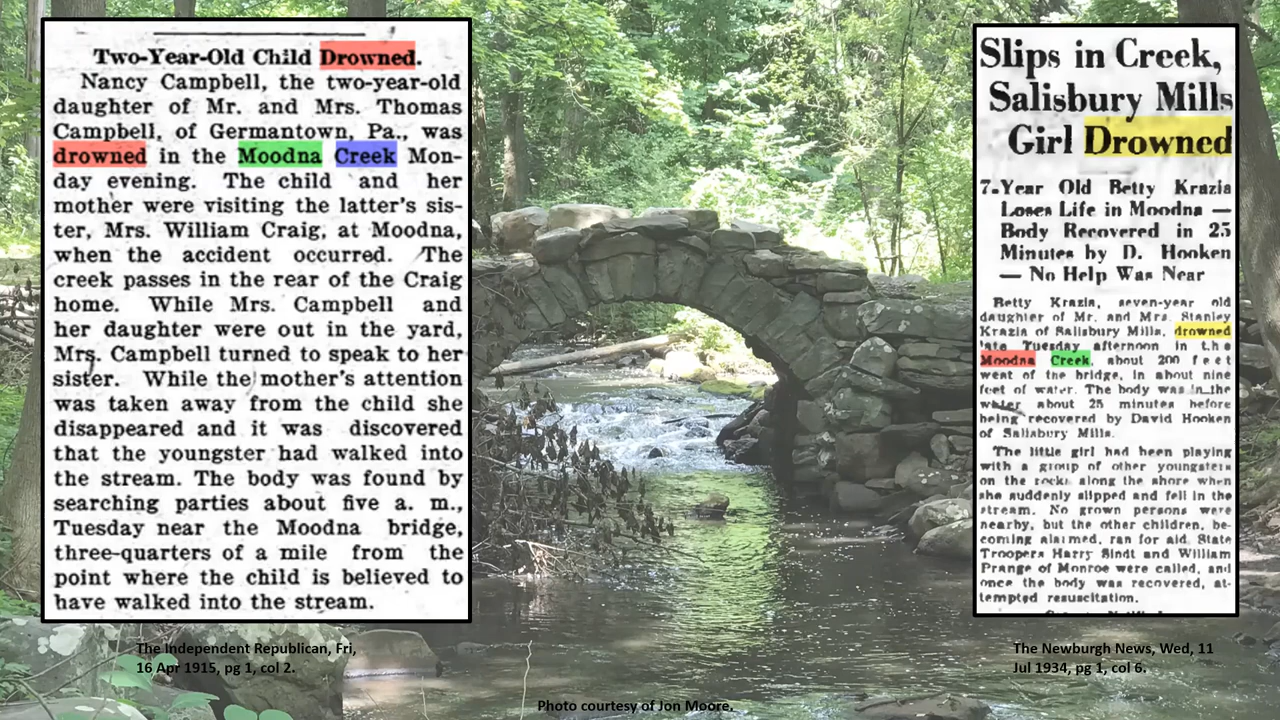 Two-Year-Old Child Drowned.
Nancy Campbell, the two-year-old
daughter of Mr. and Mrs. Thomas
Campbell, of Germantown, Pa., was
drowned in the Moodna Creek Mon-
day evening. The child and her
mother were visiting the latter's sis-
ter, Mrs. William Craig, at Moodna,
when the accident occurred. The
creek passes in the rear of the Craig
home. While Mrs. Campbell and
her daughter were out in the yard,
Mrs. Campbell turned to speak to her
sister. While the mother's attention
was taken away from the child she
disappeared and it was discovered
that the youngster had walked into
the stream. The body was found by
searching parties about five a. m.,
Tuesday near the Moodna bridge,
three-quarters of a mile from the
point where the child is believed to
have walked into the stream.
The Independent Republican, Fri,
16 Apr 1915, pg 1, col 2.
Slips in Creek,
Salisbury Mills
Girl Drowned
7-Year Old Betty Krazia
Loses Life in Moodna —
Body Recovered in 25
Minutes by D. Hooken
— No Help Was Near
Betty Krazia, seven-year old
daughter of Mr. and Mrs. Stanley
Krazia of Salisbury Mills, drowned
late Tuesday afternoon in the
Moodna Creek, about 200 feet
west of the bridge, in about nine
feet of water. The body was in the
water about 25 minutes before
being recovered by David Hooken
of Salisbury Mills.
The little girl had been playing
with a group of other youngsters
on the rocks along the shore when
she suddenly slipped and fell in the
stream. No grown persons were
nearby, but the other children, be-
coming alarmed, ran for aid. State
Troopers Harry Sindt and William
Prange of Monroe were called, and
once the body was recovered, at-
tempted resuscitation.
The Newburgh News, Wed, 11
Jul 1934, pg 1, col 6.
Photo courtesy of Jon Moore.